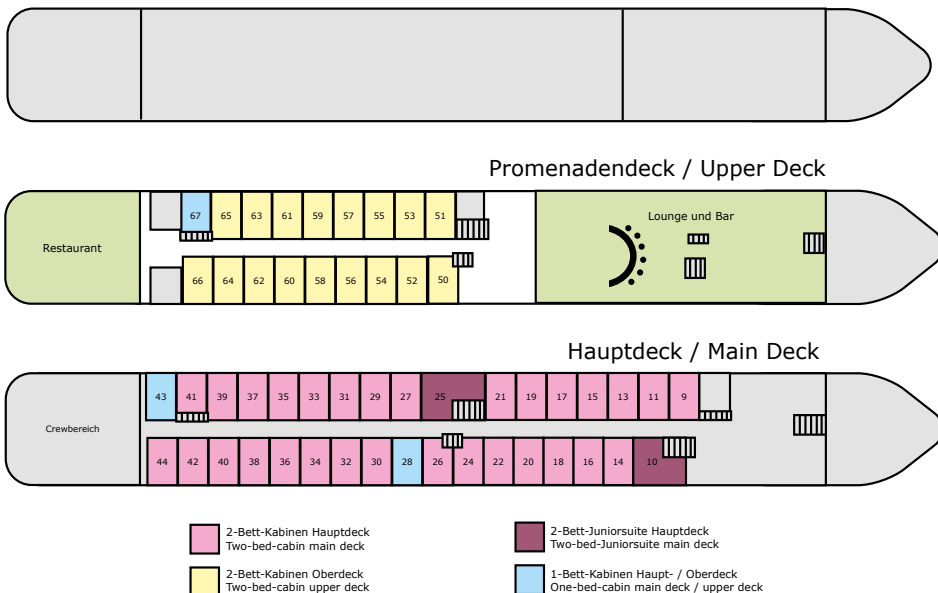 Promenadendeck / Upper Deck
67 65 63 61 59 57 55 53 51
Lounge und Bar
Restaurant
66 64 62 60 58 56 54 52 50
Hauptdeck / Main Deck
43 41 39 37 35 33 31 29 27 25 21 19 17 15 13 11 9
Crewbereich
44 42 40 38 36 34 32 30 28 26 24 22 20 18 16 14 10
2-Bett-Kabinen Hauptdeck
Two-bed-cabin main deck
2-Bett-Juniorsuite Hauptdeck
Two-bed-Juniorsuite main deck
2-Bett-Kabinen Oberdeck
Two-bed-cabin upper deck
1-Bett-Kabinen Haupt- / Oberdeck
One-bed-cabin main deck / upper deck